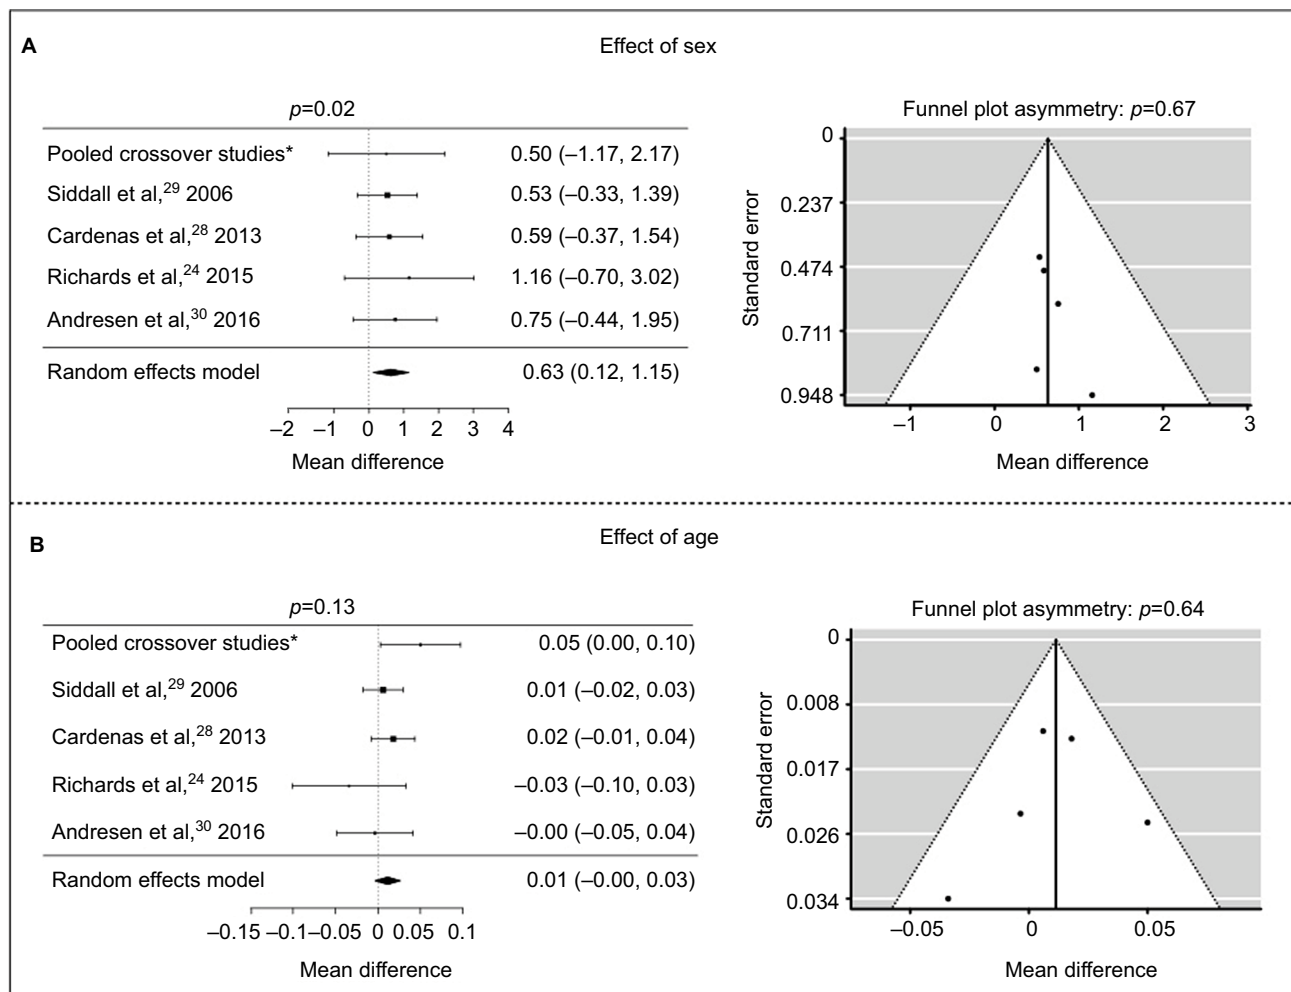 A
Effect of sex
p=0.02
Pooled crossover studies* 0.50 (–1.17, 2.17)
Siddall et al,29 2006 0.53 (–0.33, 1.39)
Cardenas et al,28 2013 0.59 (–0.37, 1.54)
Richards et al,24 2015 1.16 (–0.70, 3.02)
Andresen et al,30 2016 0.75 (–0.44, 1.95)
Random effects model 0.63 (0.12, 1.15)
–2 –1 0 1 2 3 4
Mean difference
Funnel plot asymmetry: p=0.67
Standard error
0
0.237
0.474
0.711
0.948
–1 0 1 2 3
Mean difference
B
Effect of age
p=0.13
Pooled crossover studies* 0.05 (0.00, 0.10)
Siddall et al,29 2006 0.01 (–0.02, 0.03)
Cardenas et al,28 2013 0.02 (–0.01, 0.04)
Richards et al,24 2015 –0.03 (–0.10, 0.03)
Andresen et al,30 2016 –0.00 (–0.05, 0.04)
Random effects model 0.01 (–0.00, 0.03)
–0.15 –0.1 –0.05 0 0.05 0.1
Mean difference
Funnel plot asymmetry: p=0.64
Standard error
0
0.008
0.017
0.026
0.034
–0.05 0 0.05
Mean difference